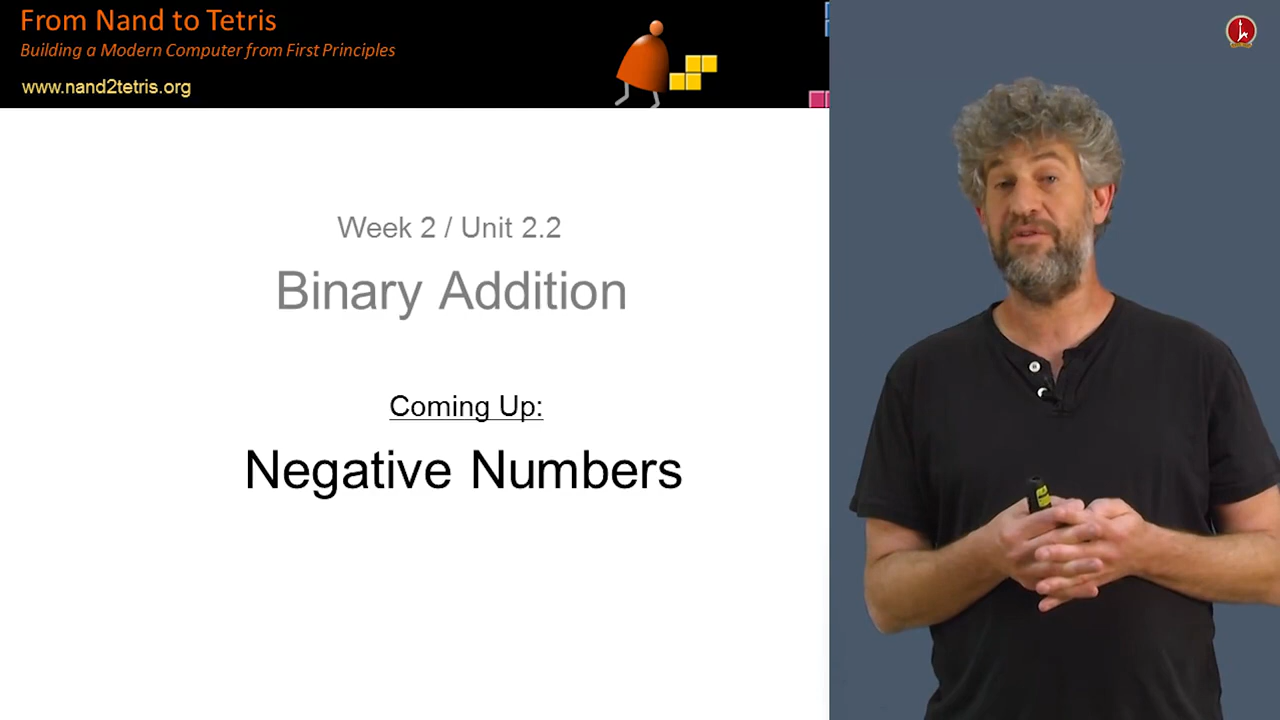 From Nand to Tetris
Building a Modern Computer from First Principles
www.nand2tetris.org
Week 2 / Unit 2.2
Binary Addition
Coming Up:
Negative Numbers